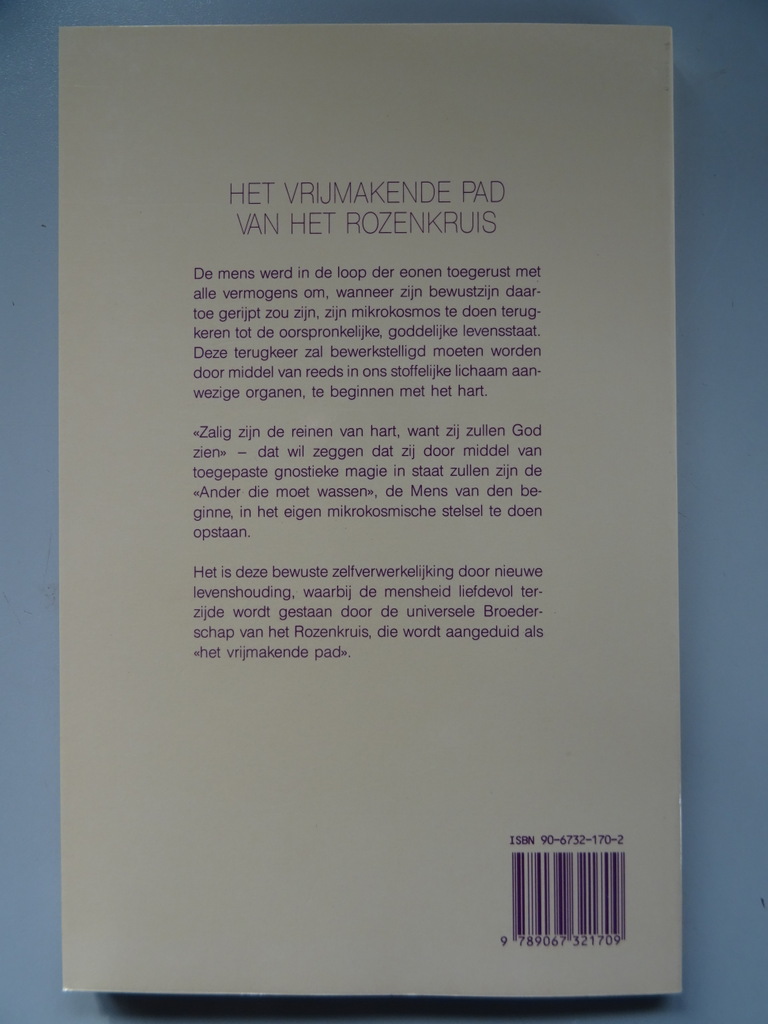 HET VRIJMAKENDE PAD
VAN HET ROZENKRUIS
De mens werd in de loop der eonen toegerust met
alle vermogens om, wanneer zijn bewustzijn daar-
toe gerijpt zou zijn, zijn mikrokosmos te doen terug-
keren tot de oorspronkelijke, goddelijke levensstaat.
Deze terugkeer zal bewerkstelligd moeten worden
door middel van reeds in ons stoffelijke lichaam aan-
wezige organen, te beginnen met het hart.
«Zalig zijn de reinen van hart, want zij zullen God
zien» – dat wil zeggen dat zij door middel van
toegepaste gnostieke magie in staat zullen zijn de
«Ander die moet wassen», de Mens van den be-
ginne, in het eigen mikrokosmische stelsel te doen
opstaan.
Het is deze bewuste zelfverwerkelijking door nieuwe
levenshouding, waarbij de mensheid liefdevol ter-
zijde wordt gestaan door de universele Broeder-
schap van het Rozenkruis, die wordt aangeduid als
«het vrijmakende pad».
ISBN 90-6732-170-2
9 789067 321709